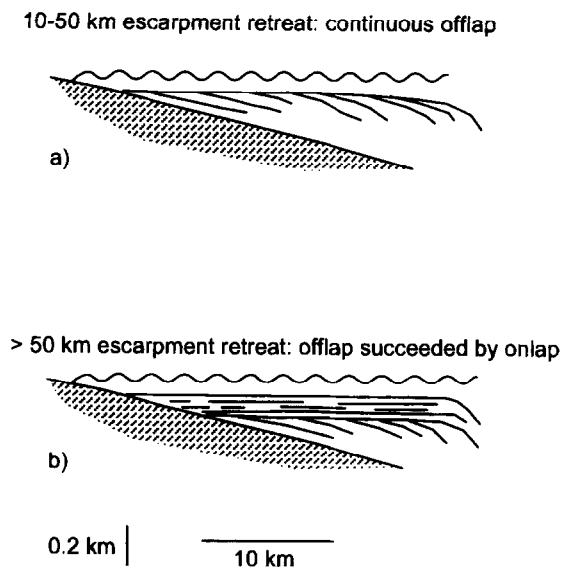 10-50 km escarpment retreat: continuous offlap
a)
> 50 km escarpment retreat: offlap succeeded by onlap
b)
0.2 km
10 km